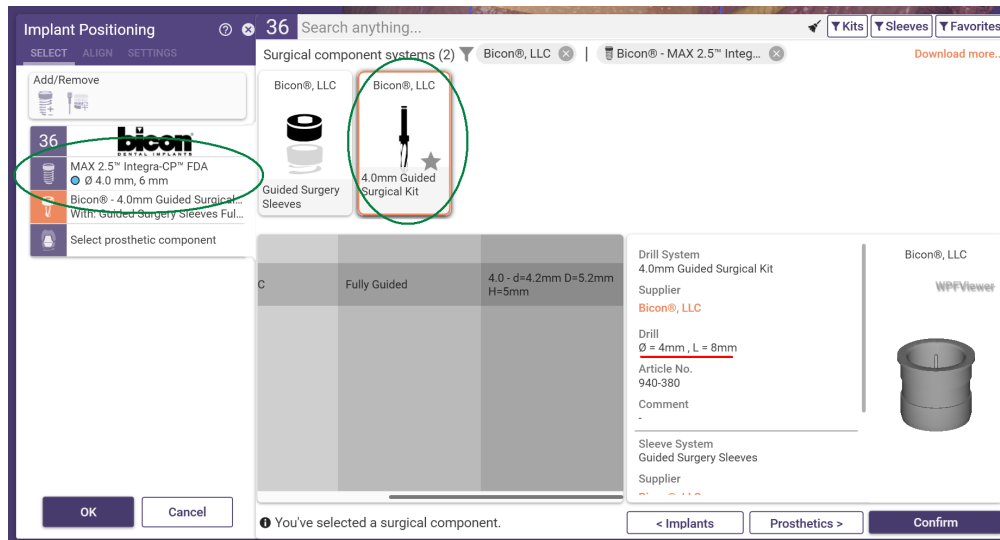 Implant Positioning
SELECT ALIGN SETTINGS
Add/Remove
36
bicon
DENTAL IMPLANTS
MAX 2.5™ Integra-CP™ FDA
Ø 4.0 mm, 6 mm
Bicon® - 4.0mm Guided Surgical...
With: Guided Surgery Sleeves Ful...
Select prosthetic component
OK
Cancel
36
Search anything...
Kits
Sleeves
Favorites
Surgical component systems (2)
Bicon®, LLC
Bicon® - MAX 2.5™ Integ...
Download more..
Bicon®, LLC
Guided Surgery
Sleeves
Bicon®, LLC
4.0mm Guided
Surgical Kit
C
Fully Guided
4.0 - d=4.2mm D=5.2mm
H=5mm
Drill System
4.0mm Guided Surgical Kit
Supplier
Bicon®, LLC
Drill
Ø = 4mm , L = 8mm
Article No.
940-380
Comment
-
Sleeve System
Guided Surgery Sleeves
Supplier
Bicon®, LLC
WPFViewer
You've selected a surgical component.
< Implants
Prosthetics >
Confirm